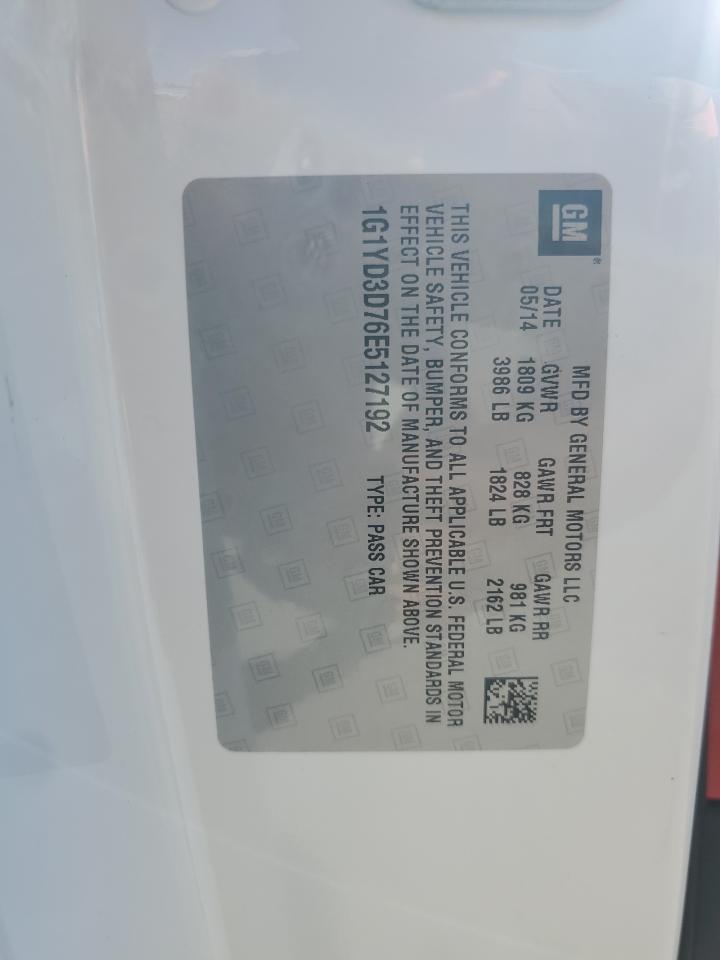 GM
MFD BY GENERAL MOTORS LLC
DATE GVWR GAWR FRT GAWR RR
05/14 1809 KG 828 KG 981 KG
3986 LB 1824 LB 2162 LB
THIS VEHICLE CONFORMS TO ALL APPLICABLE U.S. FEDERAL MOTOR
VEHICLE SAFETY, BUMPER, AND THEFT PREVENTION STANDARDS IN
EFFECT ON THE DATE OF MANUFACTURE SHOWN ABOVE.
1G1YD3D76E5127192 TYPE: PASS CAR